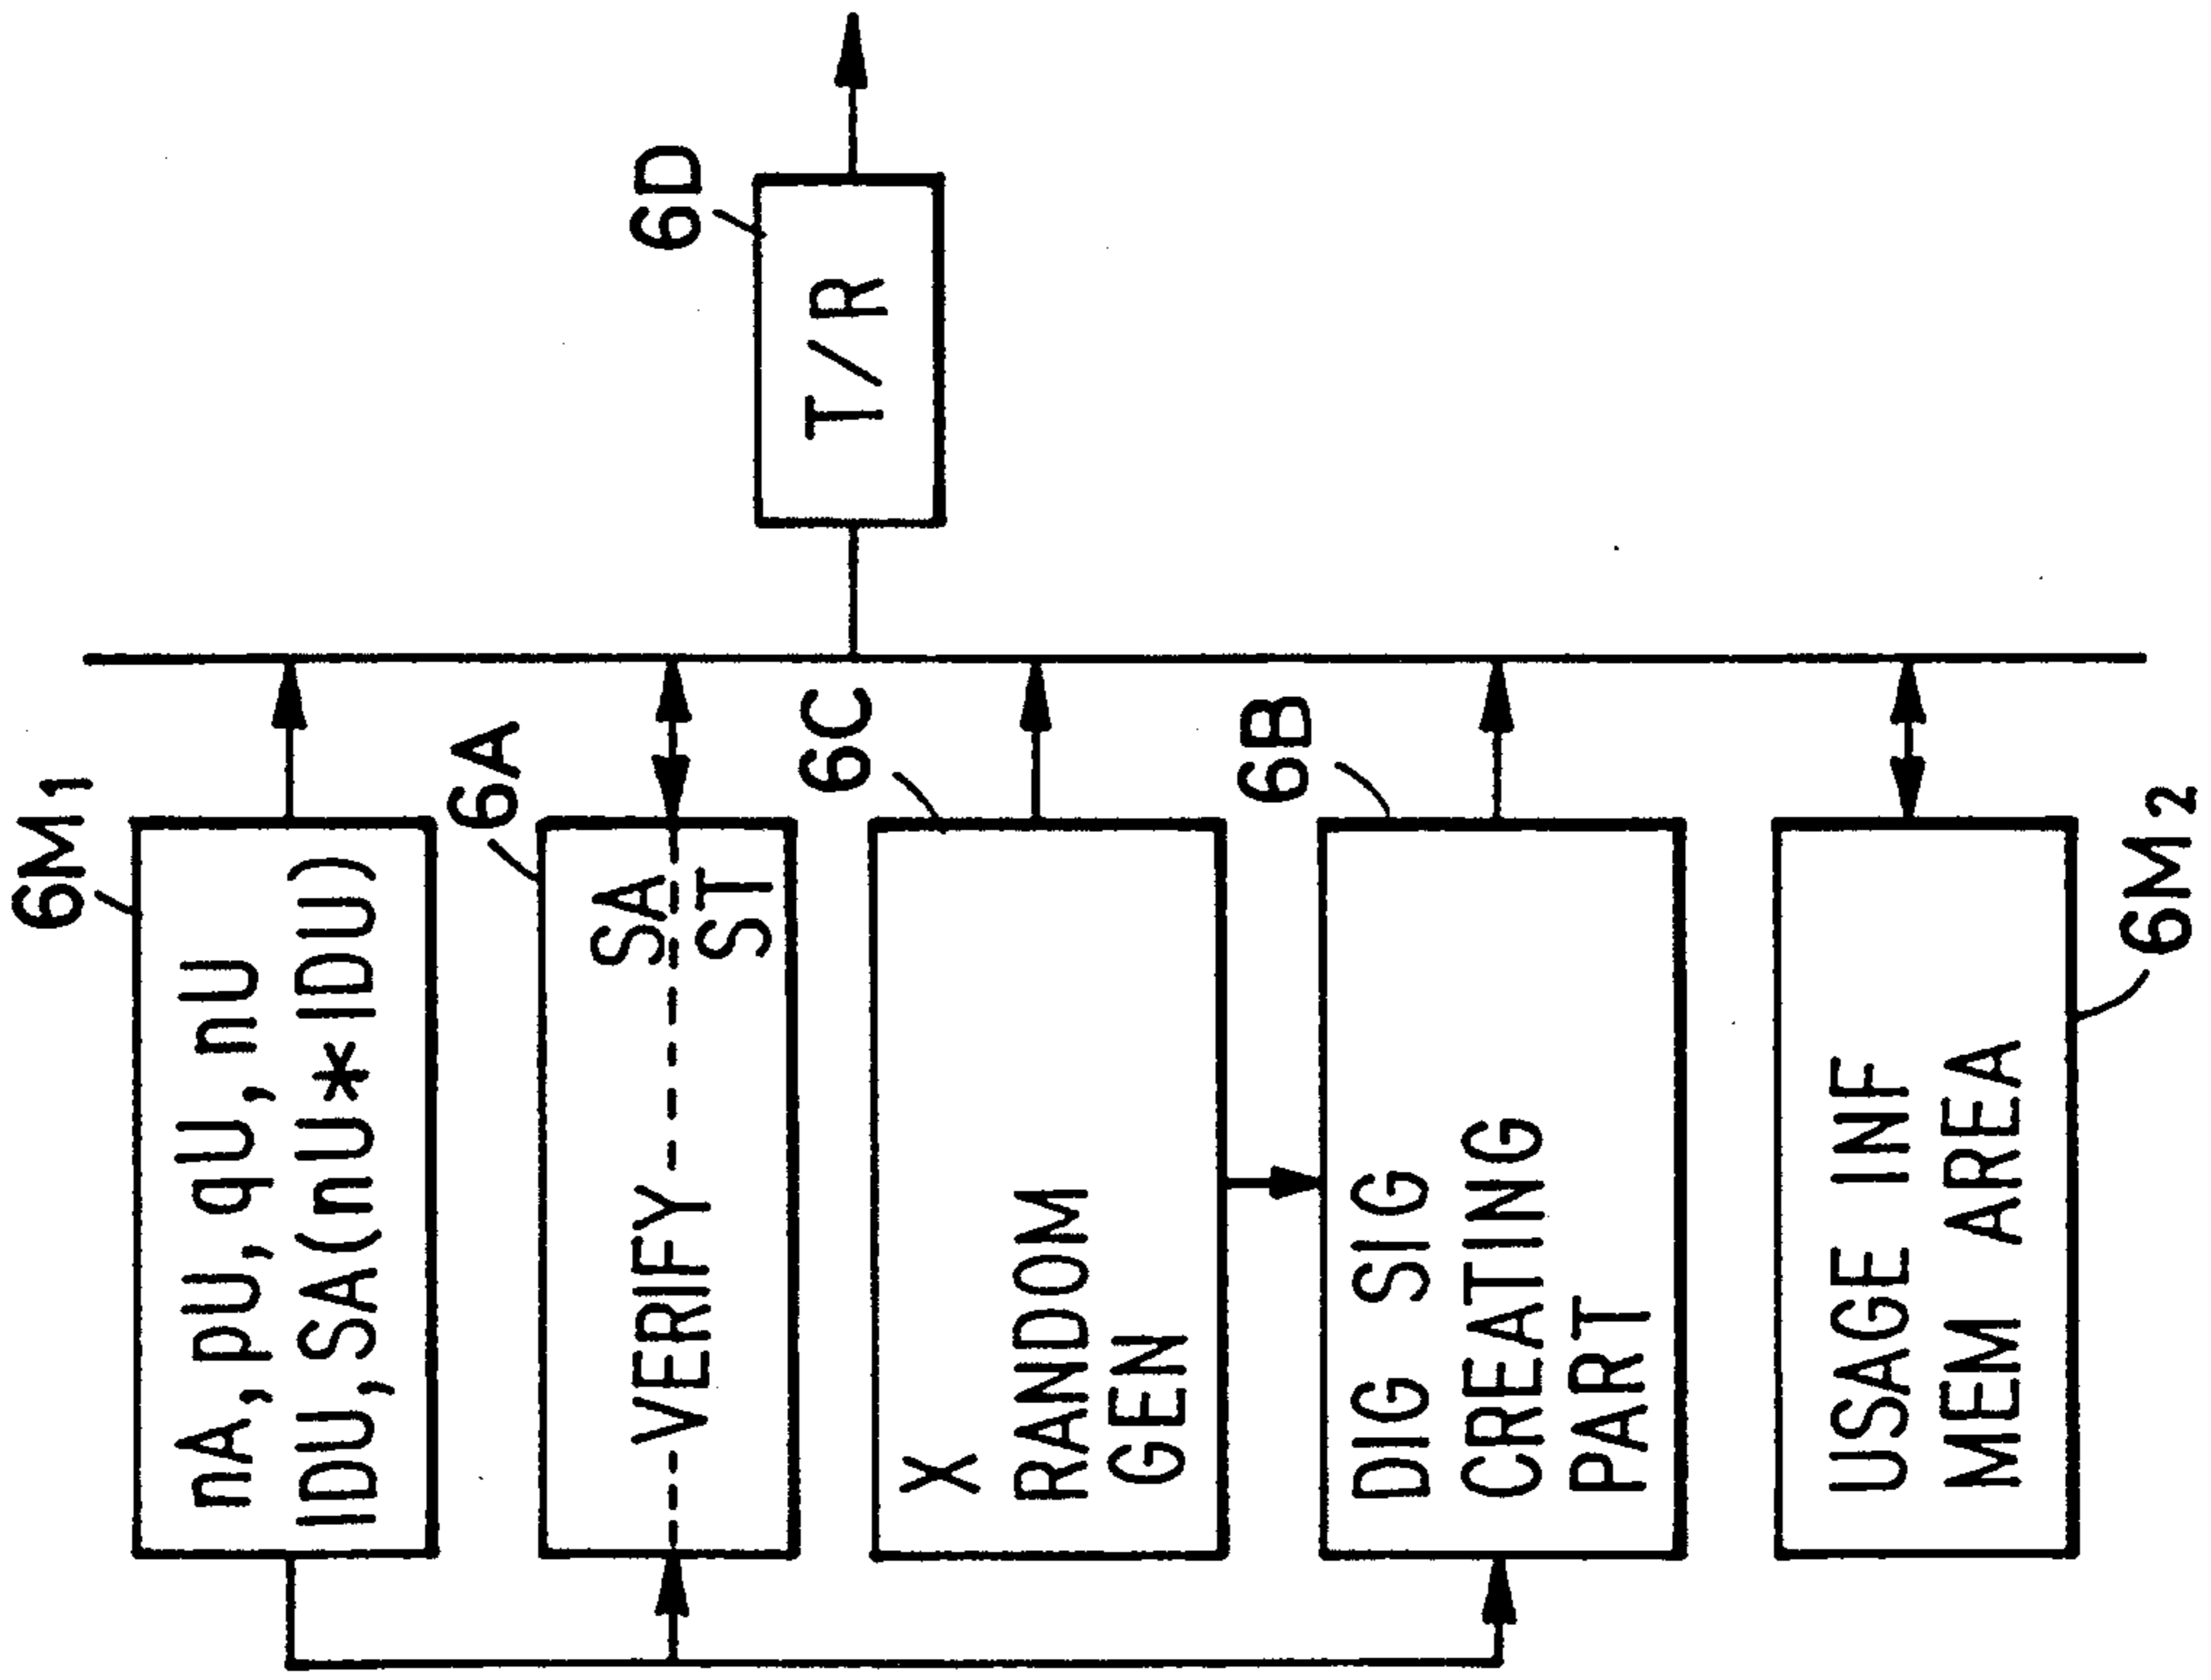 6M1
nA, pU, qU, nU
IDU, SA(nU*IDU)
6A
VERIFY
SA
ST
6C
X
RANDOM
GEN
6B
DIG SIG
CREATING
PART
USAGE INF
MEM AREA
6M2
6D
T/R